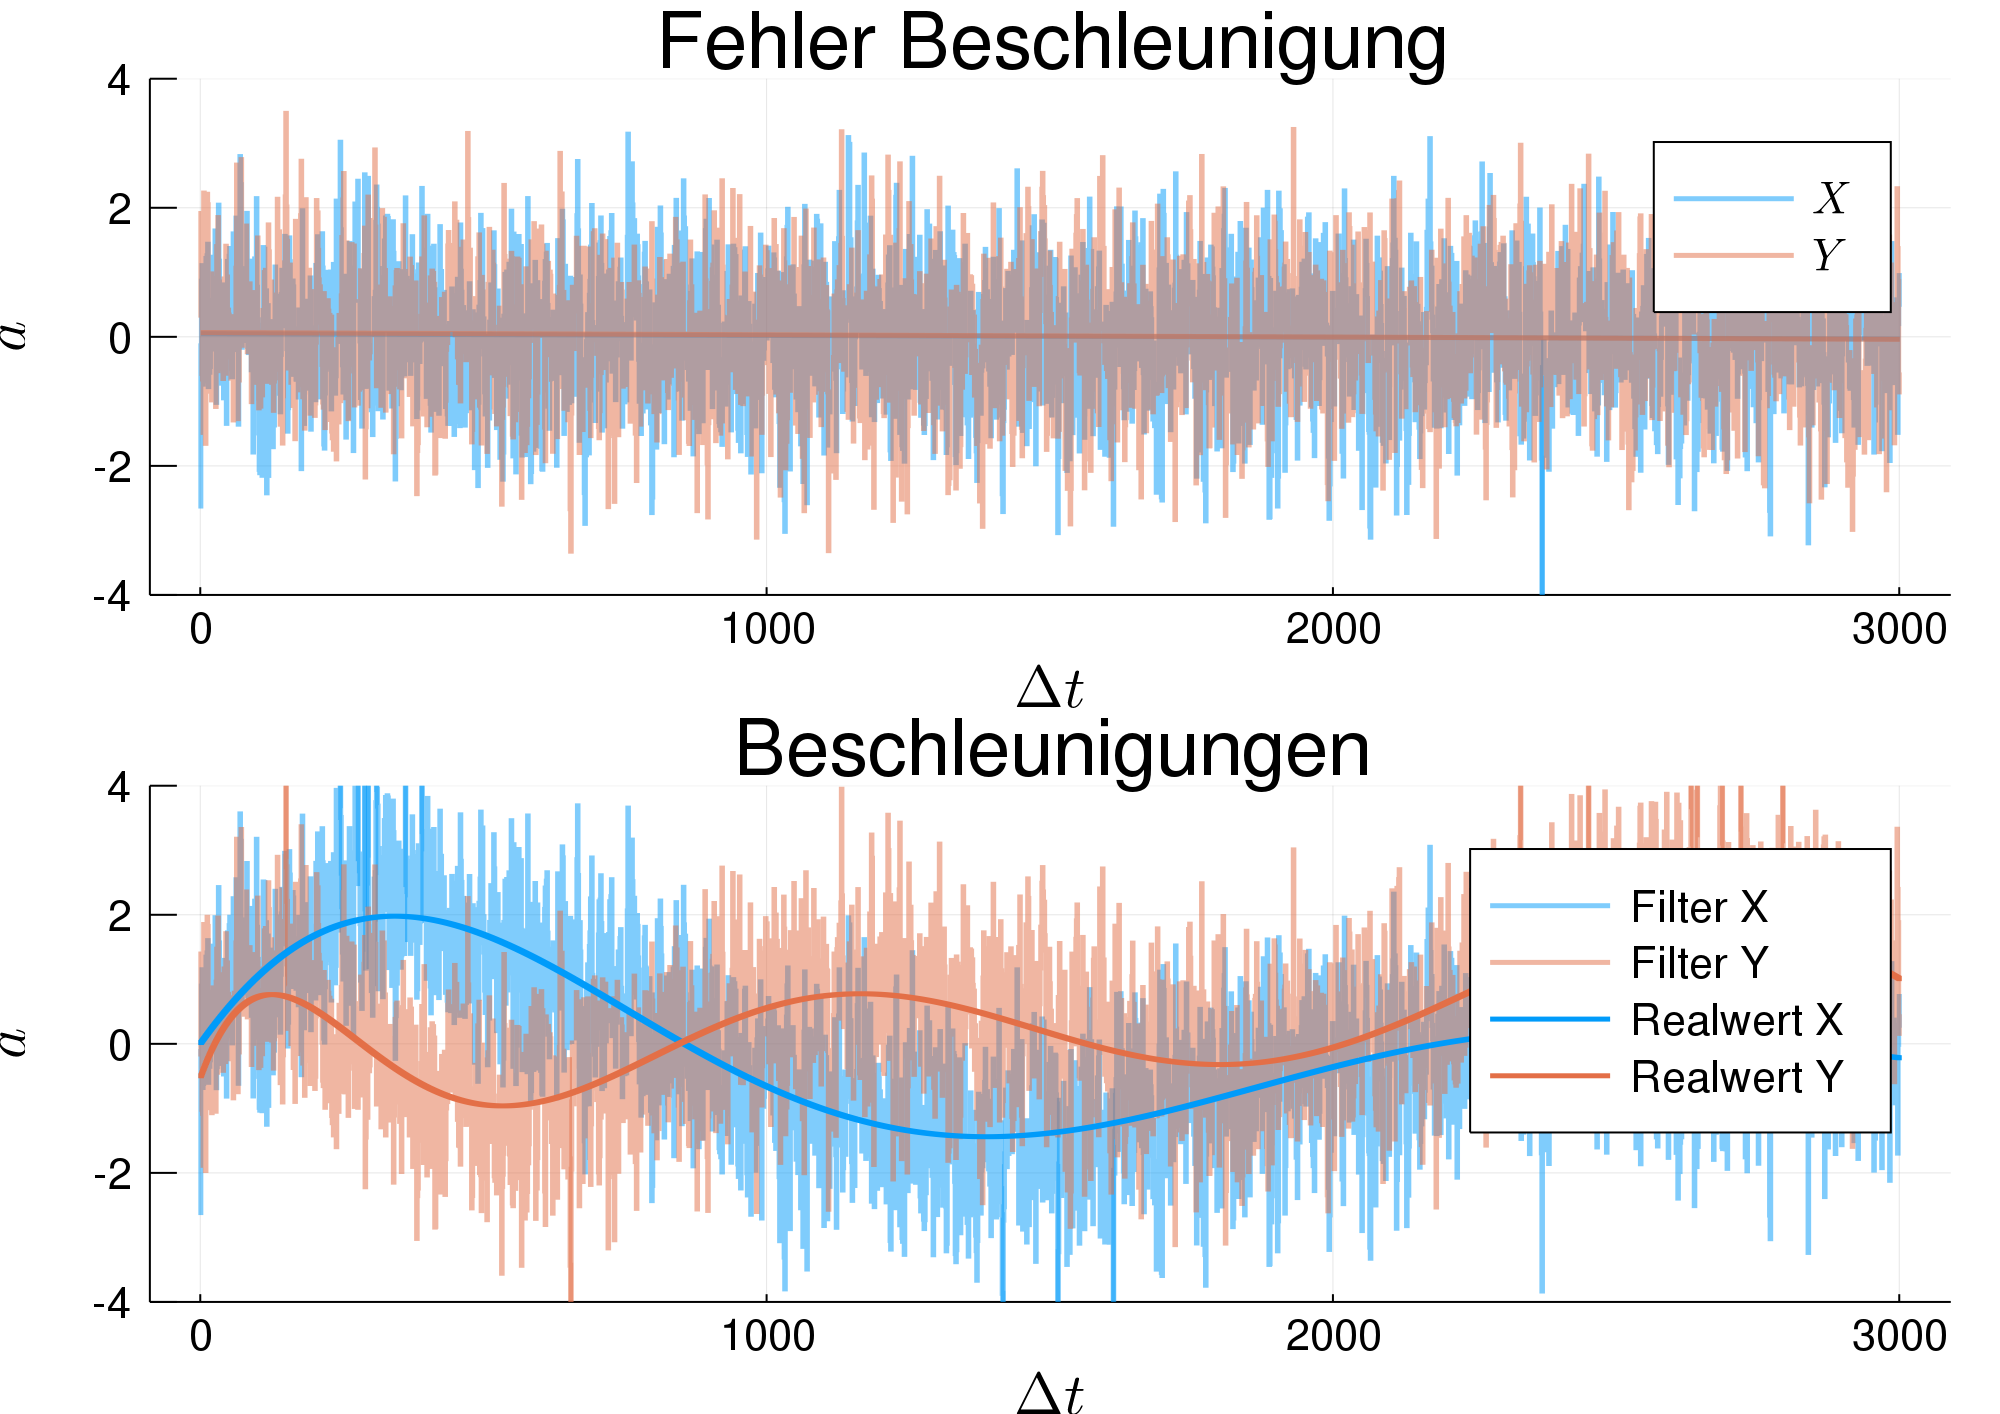 Fehler Beschleunigung
4
2
0
-2
-4
a
X
Y
0 1000 2000 3000
Δt
Beschleunigungen
4
2
0
-2
-4
a
Filter X
Filter Y
Realwert X
Realwert Y
0 1000 2000 3000
Δt